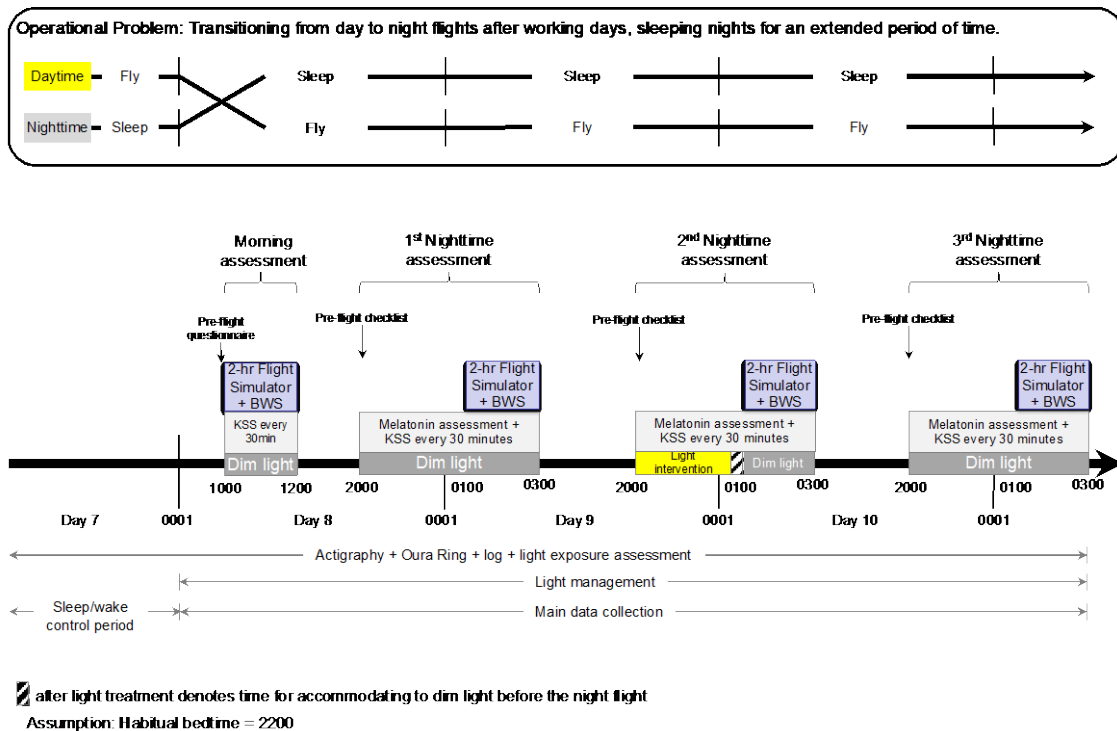 Operational Problem: Transitioning from day to night flights after working days, sleeping nights for an extended period of time.
Daytime Fly Sleep Sleep Sleep
Nighttime Sleep Fly Fly Fly
Morning
assessment
1st Nighttime
assessment
2nd Nighttime
assessment
3rd Nighttime
assessment
Pre-flight
questionnaire
Pre-flight checklist
Pre-flight checklist
Pre-flight checklist
2-hr Flight
Simulator
+ BWS
2-hr Flight
Simulator
+ BWS
2-hr Flight
Simulator
+ BWS
2-hr Flight
Simulator
+ BWS
KSS every
30min
Melatonin assessment +
KSS every 30 minutes
Melatonin assessment +
KSS every 30 minutes
Melatonin assessment +
KSS every 30 minutes
Dim light
Dim light
Light
intervention
Dim light
Dim light
1000 1200 2000 0100 0300 2000 0100 0300 2000 0100 0300
Day 7 0001 Day 8 0001 Day 9 0001 Day 10 0001
Actigraphy + Oura Ring + log + light exposure assessment
Light management
Sleep/wake
control period
Main data collection
after light treatment denotes time for accommodating to dim light before the night flight
Assumption: Habitual bedtime = 2200